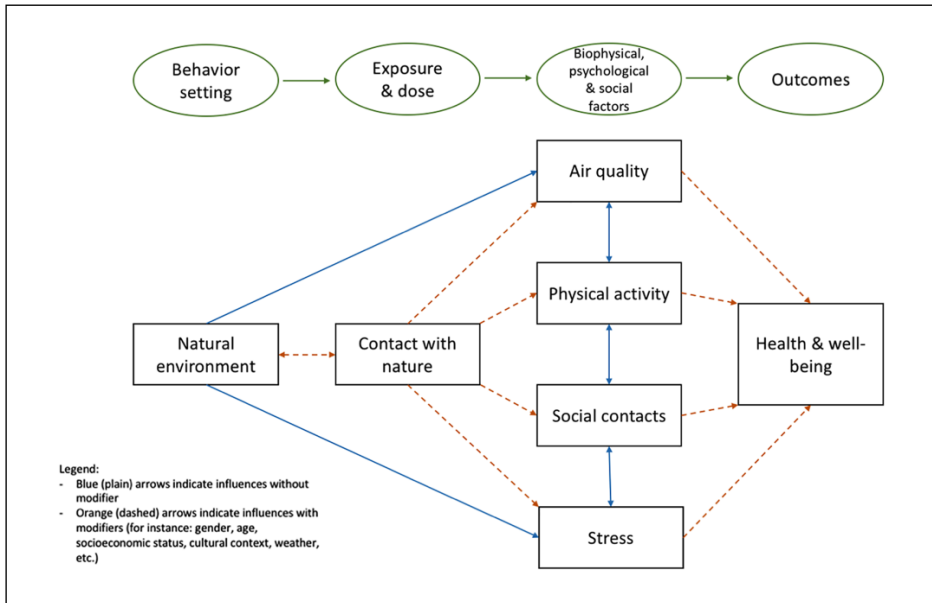 Behavior
setting
Exposure
& dose
Biophysical,
psychological
& social
factors
Outcomes
Air quality
Physical activity
Natural
environment
Contact with
nature
Health & well-
being
Social contacts
Stress
Legend:
- Blue (plain) arrows indicate influences without
modifier
- Orange (dashed) arrows indicate influences with
modifiers (for instance: gender, age,
socioeconomic status, cultural context, weather,
etc.)